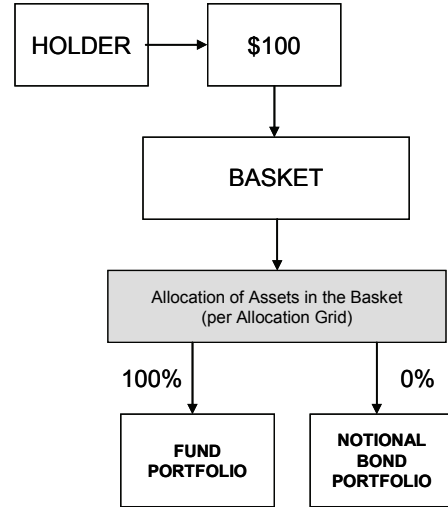 HOLDER
$100
BASKET
Allocation of Assets in the Basket
(per Allocation Grid)
100%
0%
FUND
PORTFOLIO
NOTIONAL
BOND
PORTFOLIO